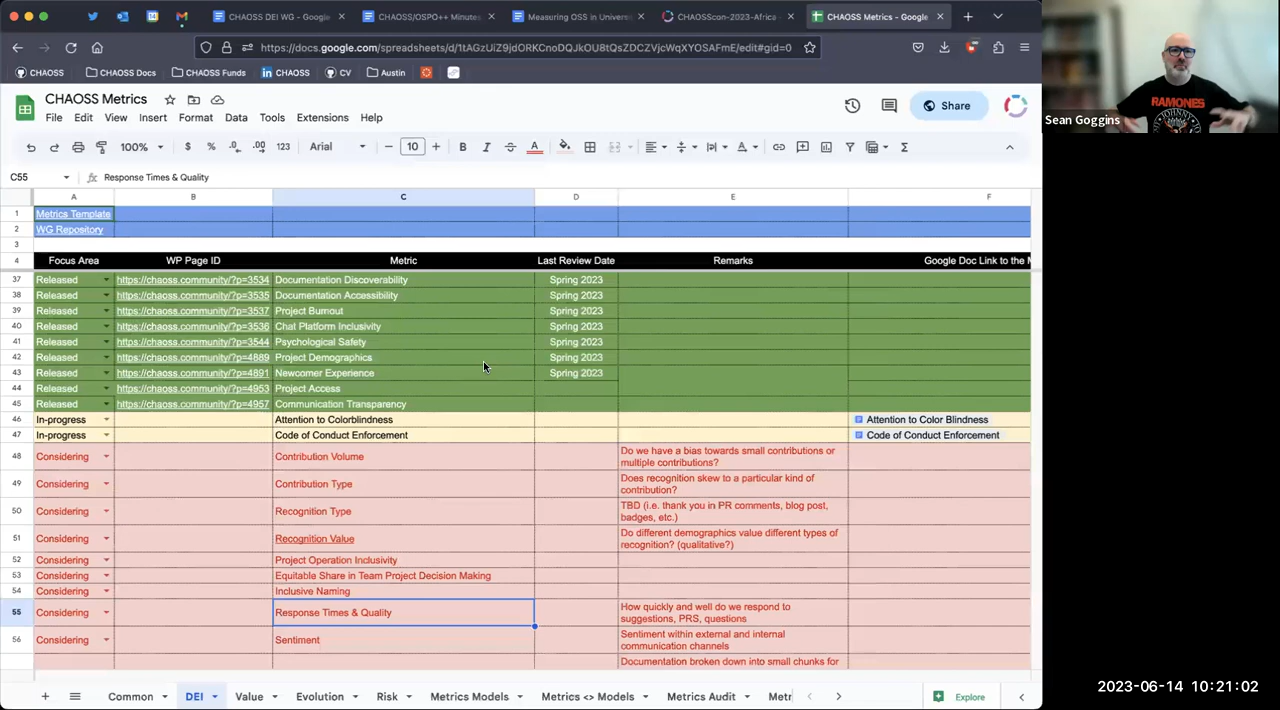 CHAOSS DEI WG - Google
CHAOSS/OSPO++ Minutes
Measuring OSS in Univers
CHAOSScon-2023-Africa
CHAOSS Metrics - Google
https://docs.google.com/spreadsheets/d/1tAGzUiZ9jdORKCnoDQJkOU8tQsZDCZVjcWqXYOSAFmE/edit#gid=0
CHAOSS
CHAOSS Docs
CHAOSS Funds
CHAOSS
CV
Austin
CHAOSS Metrics
File Edit View Insert Format Data Tools Extensions Help
Share
100% $ % .0 .00 123 Arial 10 B I A
C55 fx Response Times & Quality
A B C D E F
1 Metrics Template
2 WG Repository
3
4 Focus Area WP Page ID Metric Last Review Date Remarks Google Doc Link to the M
37 Released https://chaoss.community/?p=3534 Documentation Discoverability Spring 2023
38 Released https://chaoss.community/?p=3535 Documentation Accessibility Spring 2023
39 Released https://chaoss.community/?p=3537 Project Burnout Spring 2023
40 Released https://chaoss.community/?p=3536 Chat Platform Inclusivity Spring 2023
41 Released https://chaoss.community/?p=3544 Psychological Safety Spring 2023
42 Released https://chaoss.community/?p=4889 Project Demographics Spring 2023
43 Released https://chaoss.community/?p=4891 Newcomer Experience Spring 2023
44 Released https://chaoss.community/?p=4953 Project Access
45 Released https://chaoss.community/?p=4957 Communication Transparency
46 In-progress Attention to Colorblindness Attention to Color Blindness
47 In-progress Code of Conduct Enforcement Code of Conduct Enforcement
48 Considering Contribution Volume Do we have a bias towards small contributions or
multiple contributions?
49 Considering Contribution Type Does recognition skew to a particular kind of
contribution?
50 Considering Recognition Type TBD (i.e. thank you in PR comments, blog post,
badges, etc.)
51 Considering Recognition Value Do different demographics value different types of
recognition? (qualitative?)
52 Considering Project Operation Inclusivity
53 Considering Equitable Share in Team Project Decision Making
54 Considering Inclusive Naming
55 Considering Response Times & Quality How quickly and well do we respond to
suggestions, PRS, questions
56 Considering Sentiment Sentiment within external and internal
communication channels
Documentation broken down into small chunks for
Common DEI Value Evolution Risk Metrics Models Metrics <> Models Metrics Audit Metr Explore
RAMONES
Sean Goggins
2023-06-14 10:21:02